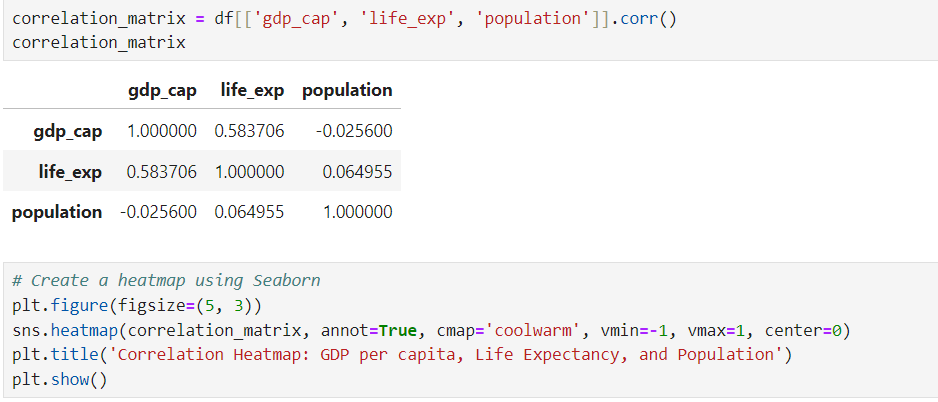 correlation_matrix = df[['gdp_cap', 'life_exp', 'population']].corr()
correlation_matrix
gdp_cap life_exp population
gdp_cap 1.000000 0.583706 -0.025600
life_exp 0.583706 1.000000 0.064955
population -0.025600 0.064955 1.000000
# Create a heatmap using Seaborn
plt.figure(figsize=(5, 3))
sns.heatmap(correlation_matrix, annot=True, cmap='coolwarm', vmin=-1, vmax=1, center=0)
plt.title('Correlation Heatmap: GDP per capita, Life Expectancy, and Population')
plt.show()